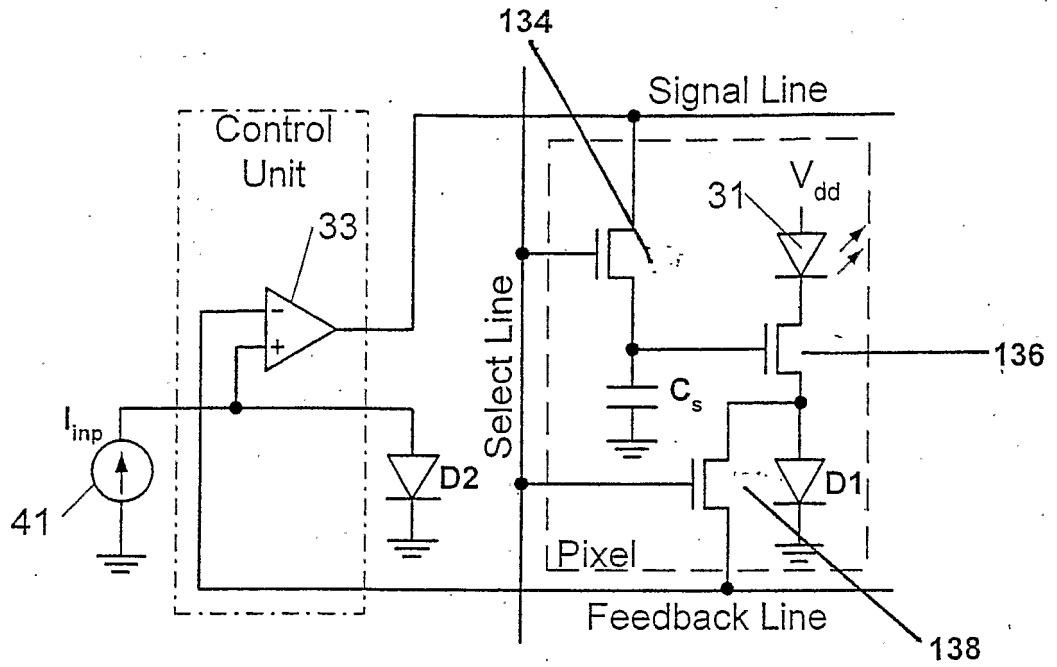 134
Signal Line
Control
Unit
V_dd
31
33
-
+
Select Line
136
C_s
I_inp
D2
D1
41
Pixel
Feedback Line
138